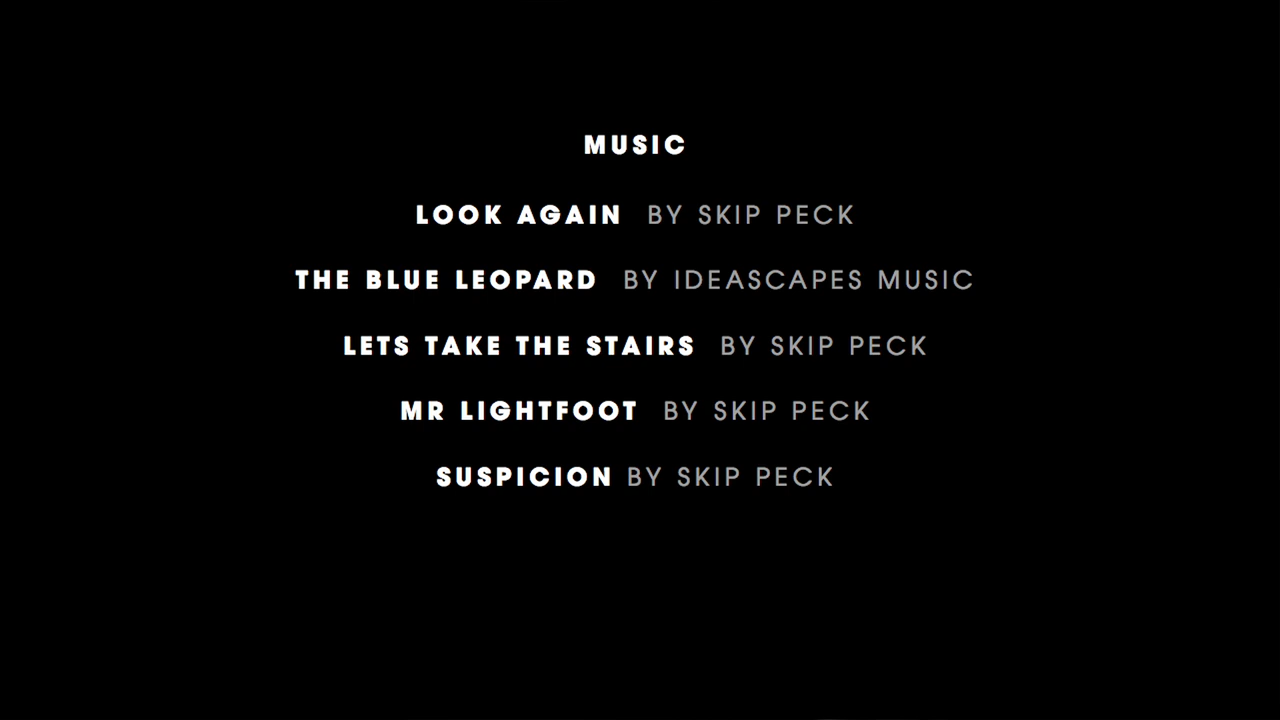 MUSIC
LOOK AGAIN BY SKIP PECK
THE BLUE LEOPARD BY IDEASCAPES MUSIC
LETS TAKE THE STAIRS BY SKIP PECK
MR LIGHTFOOT BY SKIP PECK
SUSPICION BY SKIP PECK